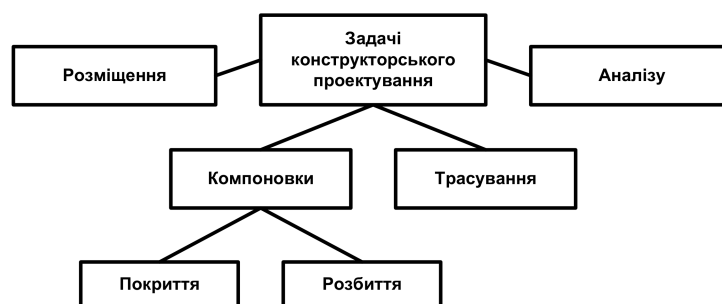 Задачі
конструкторського
проектування
Розміщення
Аналізу
Компоновки
Трасування
Покриття
Розбиття